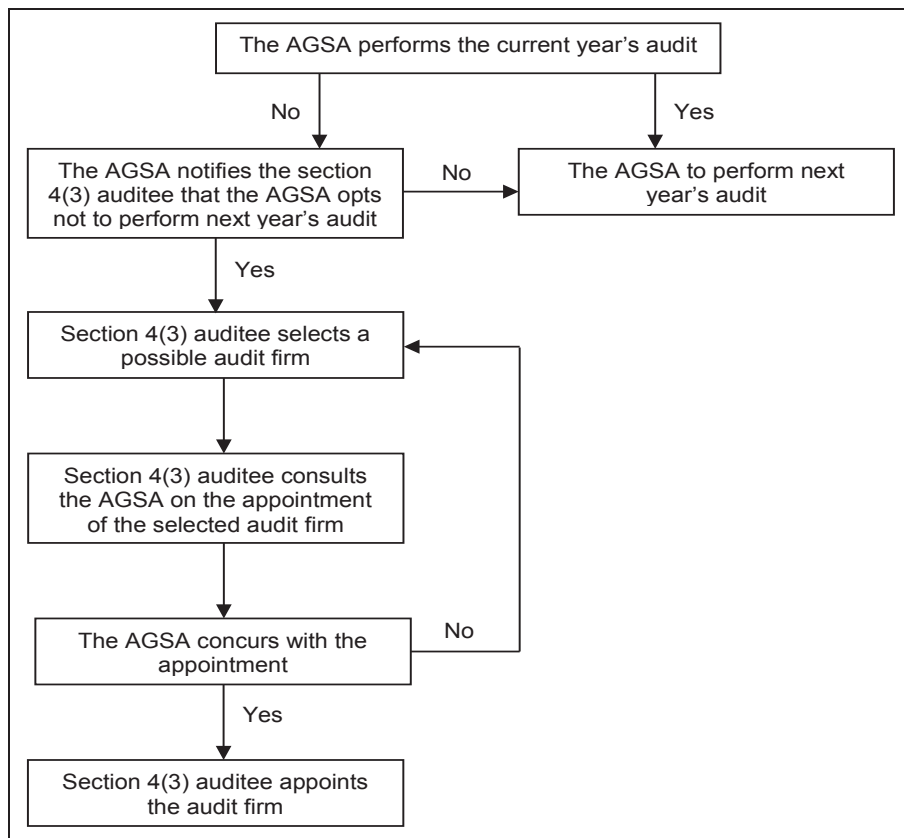 The AGSA performs the current year's audit
No
Yes
The AGSA notifies the section
4(3) auditee that the AGSA opts
not to perform next year's audit
No
The AGSA to perform next
year's audit
Yes
Section 4(3) auditee selects a
possible audit firm
Section 4(3) auditee consults
the AGSA on the appointment
of the selected audit firm
The AGSA concurs with the
appointment
No
Yes
Section 4(3) auditee appoints
the audit firm